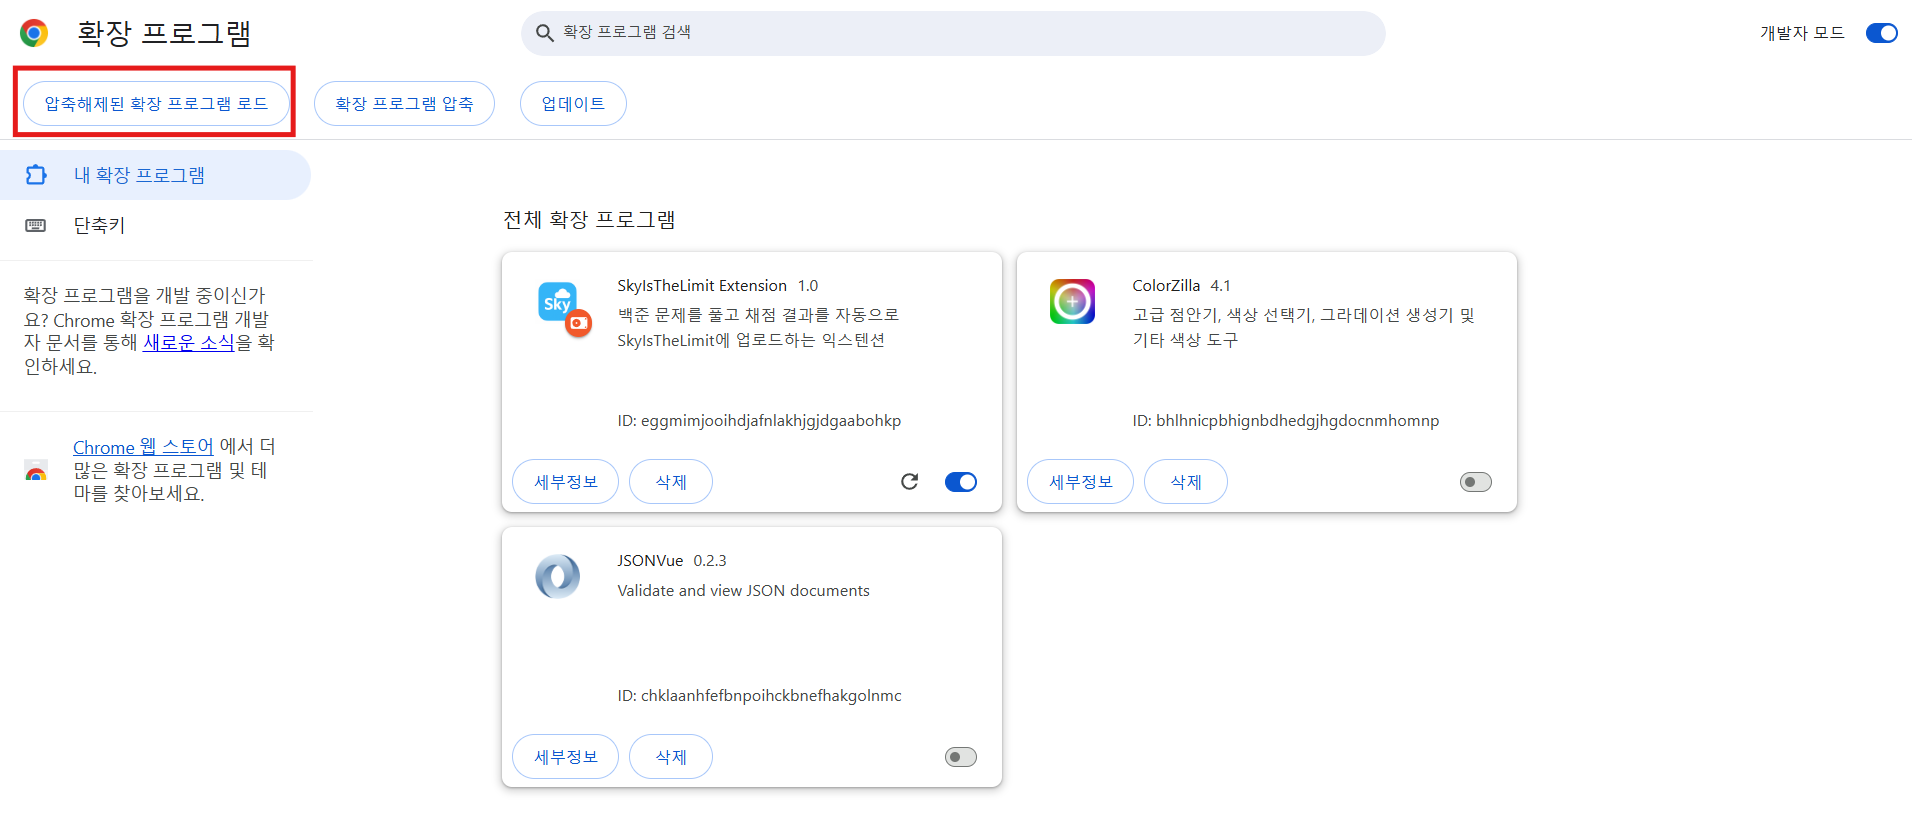 확장 프로그램
확장 프로그램 검색
개발자 모드
압축해제된 확장 프로그램 로드
확장 프로그램 압축
업데이트
내 확장 프로그램
단축키
확장 프로그램을 개발 중이신가
요? Chrome 확장 프로그램 개발
자 문서를 통해 새로운 소식을 확
인하세요.
Chrome 웹 스토어 에서 더
많은 확장 프로그램 및 테
마를 찾아보세요.
전체 확장 프로그램
Sky
SkyIsTheLimit Extension 1.0
백준 문제를 풀고 채점 결과를 자동으로
SkyIsTheLimit에 업로드하는 익스텐션
ID: eggmimjooihdjafnlakhjgjdgaabohkp
세부정보
삭제
ColorZilla 4.1
고급 점안기, 색상 선택기, 그라데이션 생성기 및
기타 색상 도구
ID: bhlhnicpbhignbdhedgjhgdocnmhomnp
세부정보
삭제
JSONVue 0.2.3
Validate and view JSON documents
ID: chklaanhfefbnpoihckbnefhakgolnmc
세부정보
삭제